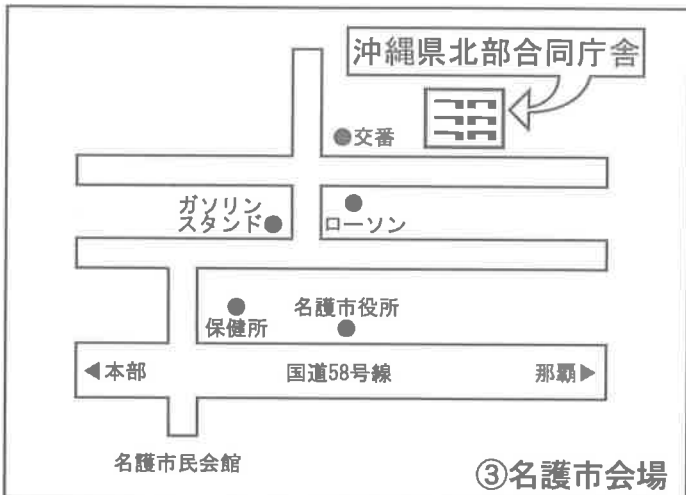 沖縄県北部合同庁舎
●交番
ガソリン
スタンド●
ローソン
保健所
名護市役所
◀本部
国道58号線
那覇▶
名護市民会館
③名護市会場